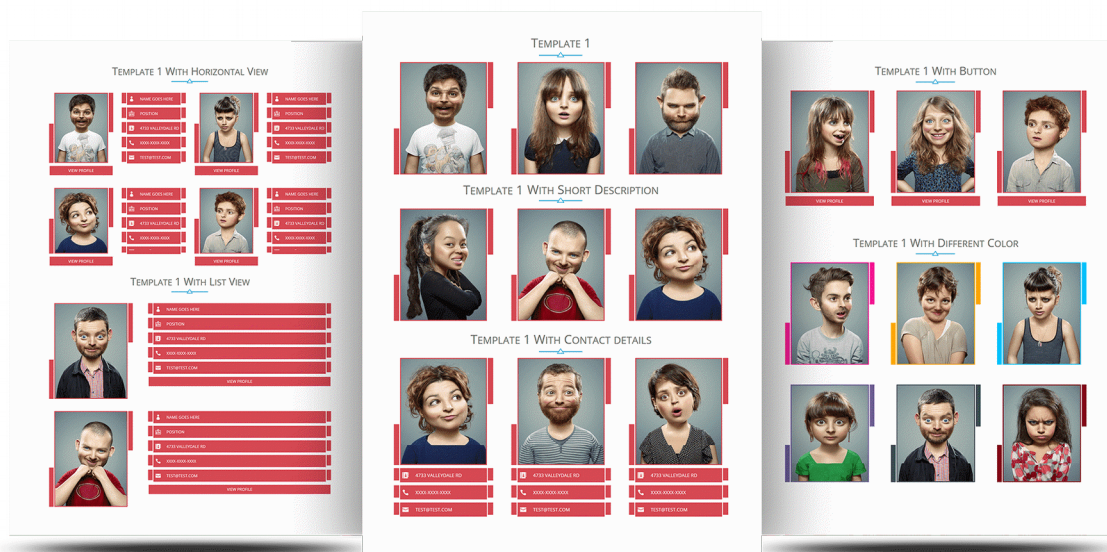 TEMPLATE 1 WITH HORIZONTAL VIEW
NAME GOES HERE
POSITION
4733 VALLEYDALE RD
XXXX-XXXX-XXXX
TEST@TEST.COM
VIEW PROFILE
NAME GOES HERE
POSITION
4733 VALLEYDALE RD
XXXX-XXXX-XXXX
TEST@TEST.COM
VIEW PROFILE
NAME GOES HERE
POSITION
4733 VALLEYDALE RD
XXXX-XXXX-XXXX
VIEW PROFILE
NAME GOES HERE
POSITION
4733 VALLEYDALE RD
XXXX-XXXX-XXXX
VIEW PROFILE
TEMPLATE 1 WITH LIST VIEW
NAME GOES HERE
POSITION
4733 VALLEYDALE RD
XXXX-XXXX-XXXX
TEST@TEST.COM
VIEW PROFILE
NAME GOES HERE
POSITION
4733 VALLEYDALE RD
XXXX-XXXX-XXXX
TEST@TEST.COM
VIEW PROFILE
TEMPLATE 1
TEMPLATE 1 WITH SHORT DESCRIPTION
TEMPLATE 1 WITH CONTACT DETAILS
4733 VALLEYDALE RD
XXXX-XXXX-XXXX
TEST@TEST.COM
4733 VALLEYDALE RD
XXXX-XXXX-XXXX
TEST@TEST.COM
4733 VALLEYDALE RD
XXXX-XXXX-XXXX
TEST@TEST.COM
TEMPLATE 1 WITH BUTTON
VIEW PROFILE
VIEW PROFILE
VIEW PROFILE
TEMPLATE 1 WITH DIFFERENT COLOR